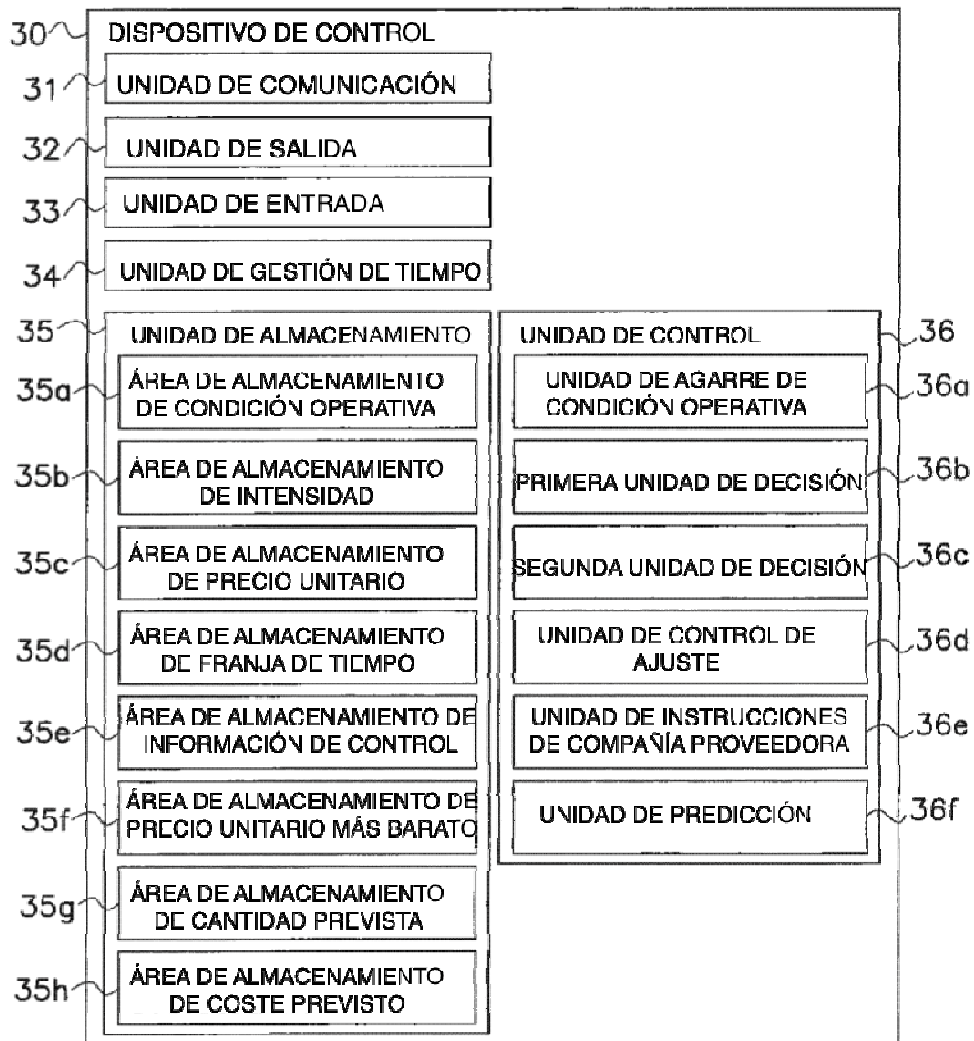 30 DISPOSITIVO DE CONTROL
31 UNIDAD DE COMUNICACIÓN
32 UNIDAD DE SALIDA
33 UNIDAD DE ENTRADA
34 UNIDAD DE GESTIÓN DE TIEMPO
35 UNIDAD DE ALMACENAMIENTO
35a ÁREA DE ALMACENAMIENTO
DE CONDICIÓN OPERATIVA
35b ÁREA DE ALMACENAMIENTO
DE INTENSIDAD
35c ÁREA DE ALMACENAMIENTO
DE PRECIO UNITARIO
35d ÁREA DE ALMACENAMIENTO
DE FRANJA DE TIEMPO
35e ÁREA DE ALMACENAMIENTO DE
INFORMACIÓN DE CONTROL
35f ÁREA DE ALMACENAMIENTO DE
PRECIO UNITARIO MÁS BARATO
35g ÁREA DE ALMACENAMIENTO
DE CANTIDAD PREVISTA
35h ÁREA DE ALMACENAMIENTO
DE COSTE PREVISTO
UNIDAD DE CONTROL 36
UNIDAD DE AGARRE DE
CONDICIÓN OPERATIVA 36a
PRIMERA UNIDAD DE DECISIÓN 36b
SEGUNDA UNIDAD DE DECISIÓN 36c
UNIDAD DE CONTROL DE
AJUSTE 36d
UNIDAD DE INSTRUCCIONES
DE COMPAÑÍA PROVEEDORA 36e
UNIDAD DE PREDICCIÓN 36f